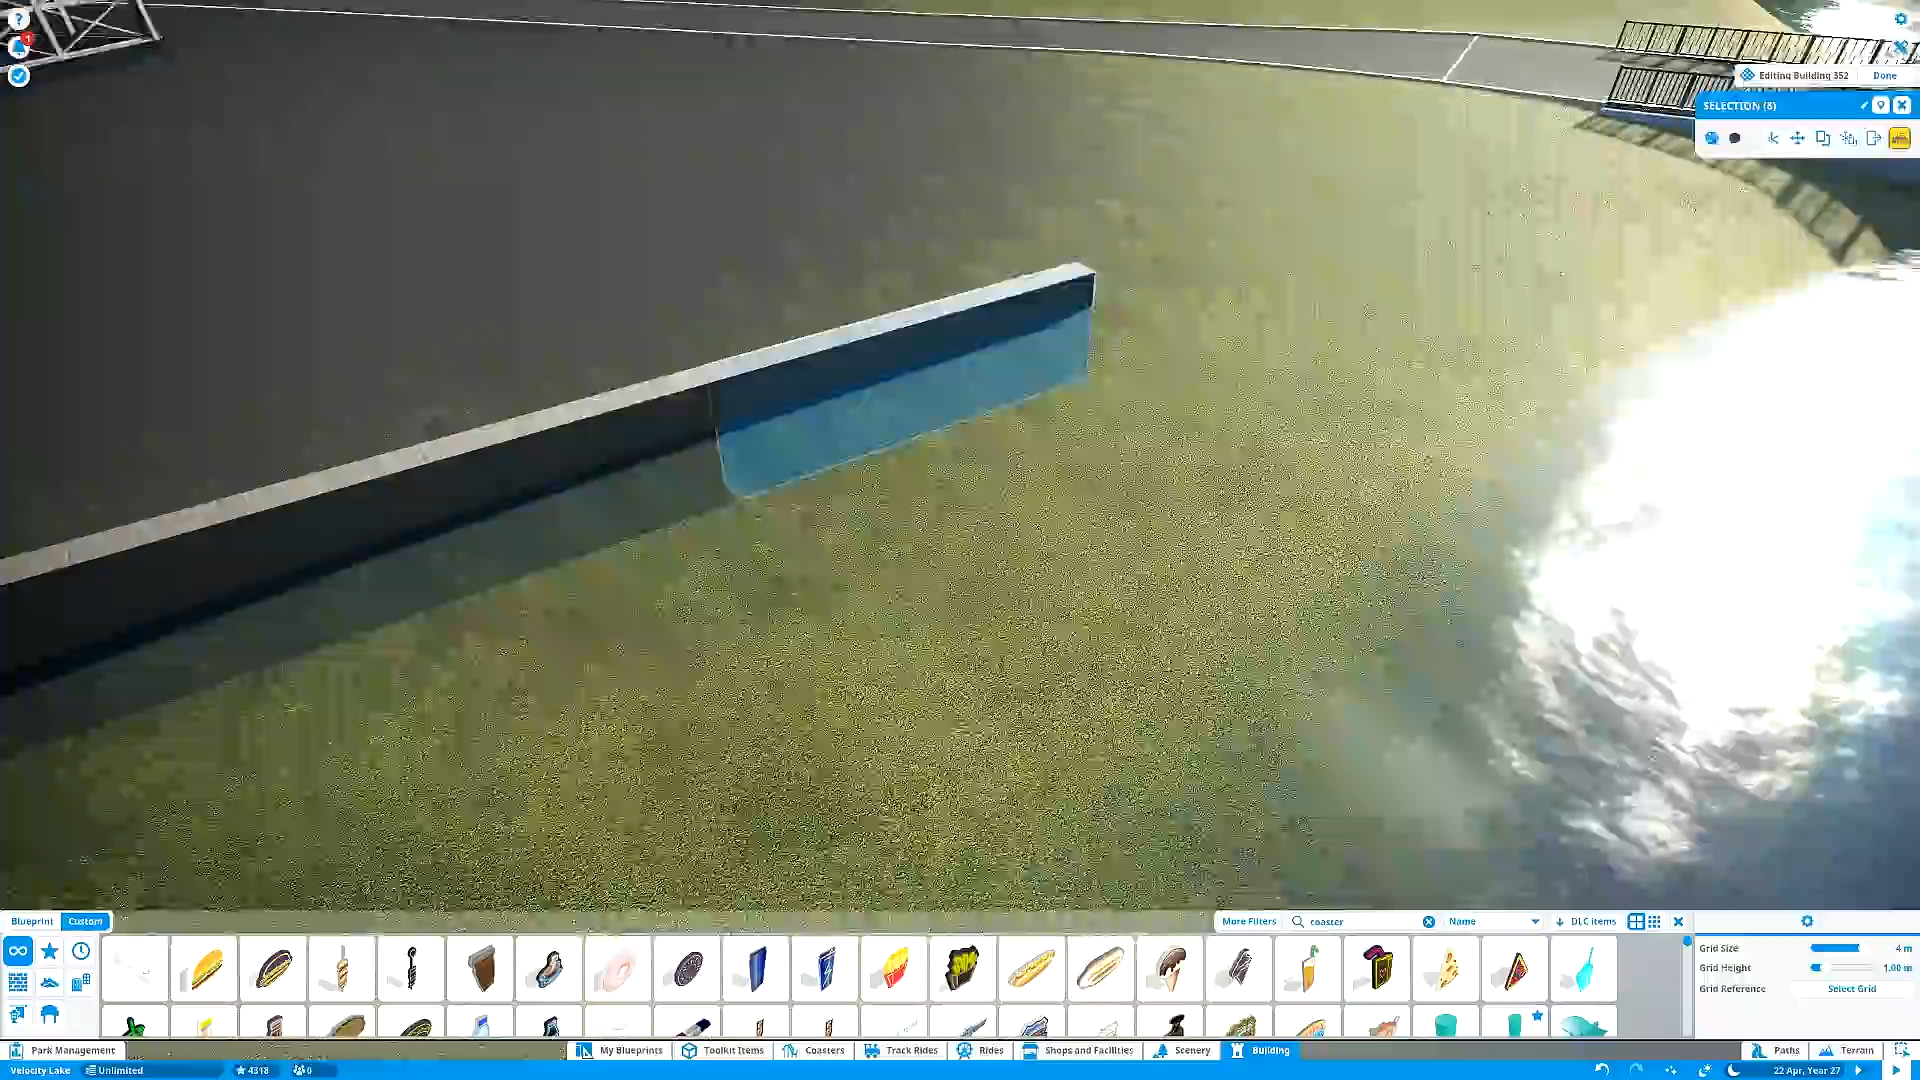 ?
1
Editing Building 352 Done
SELECTION (8)
Blueprint Custom
More Filters coaster Name DLC items
Grid Size 4 m
Grid Height 1.00 m
Grid Reference Select Grid
Park Management My Blueprints Toolkit Items Coasters Track Rides Rides Shops and Facilities Scenery Building Paths Terrain
Velocity Lake Unlimited 4318 0 22 Apr, Year 27